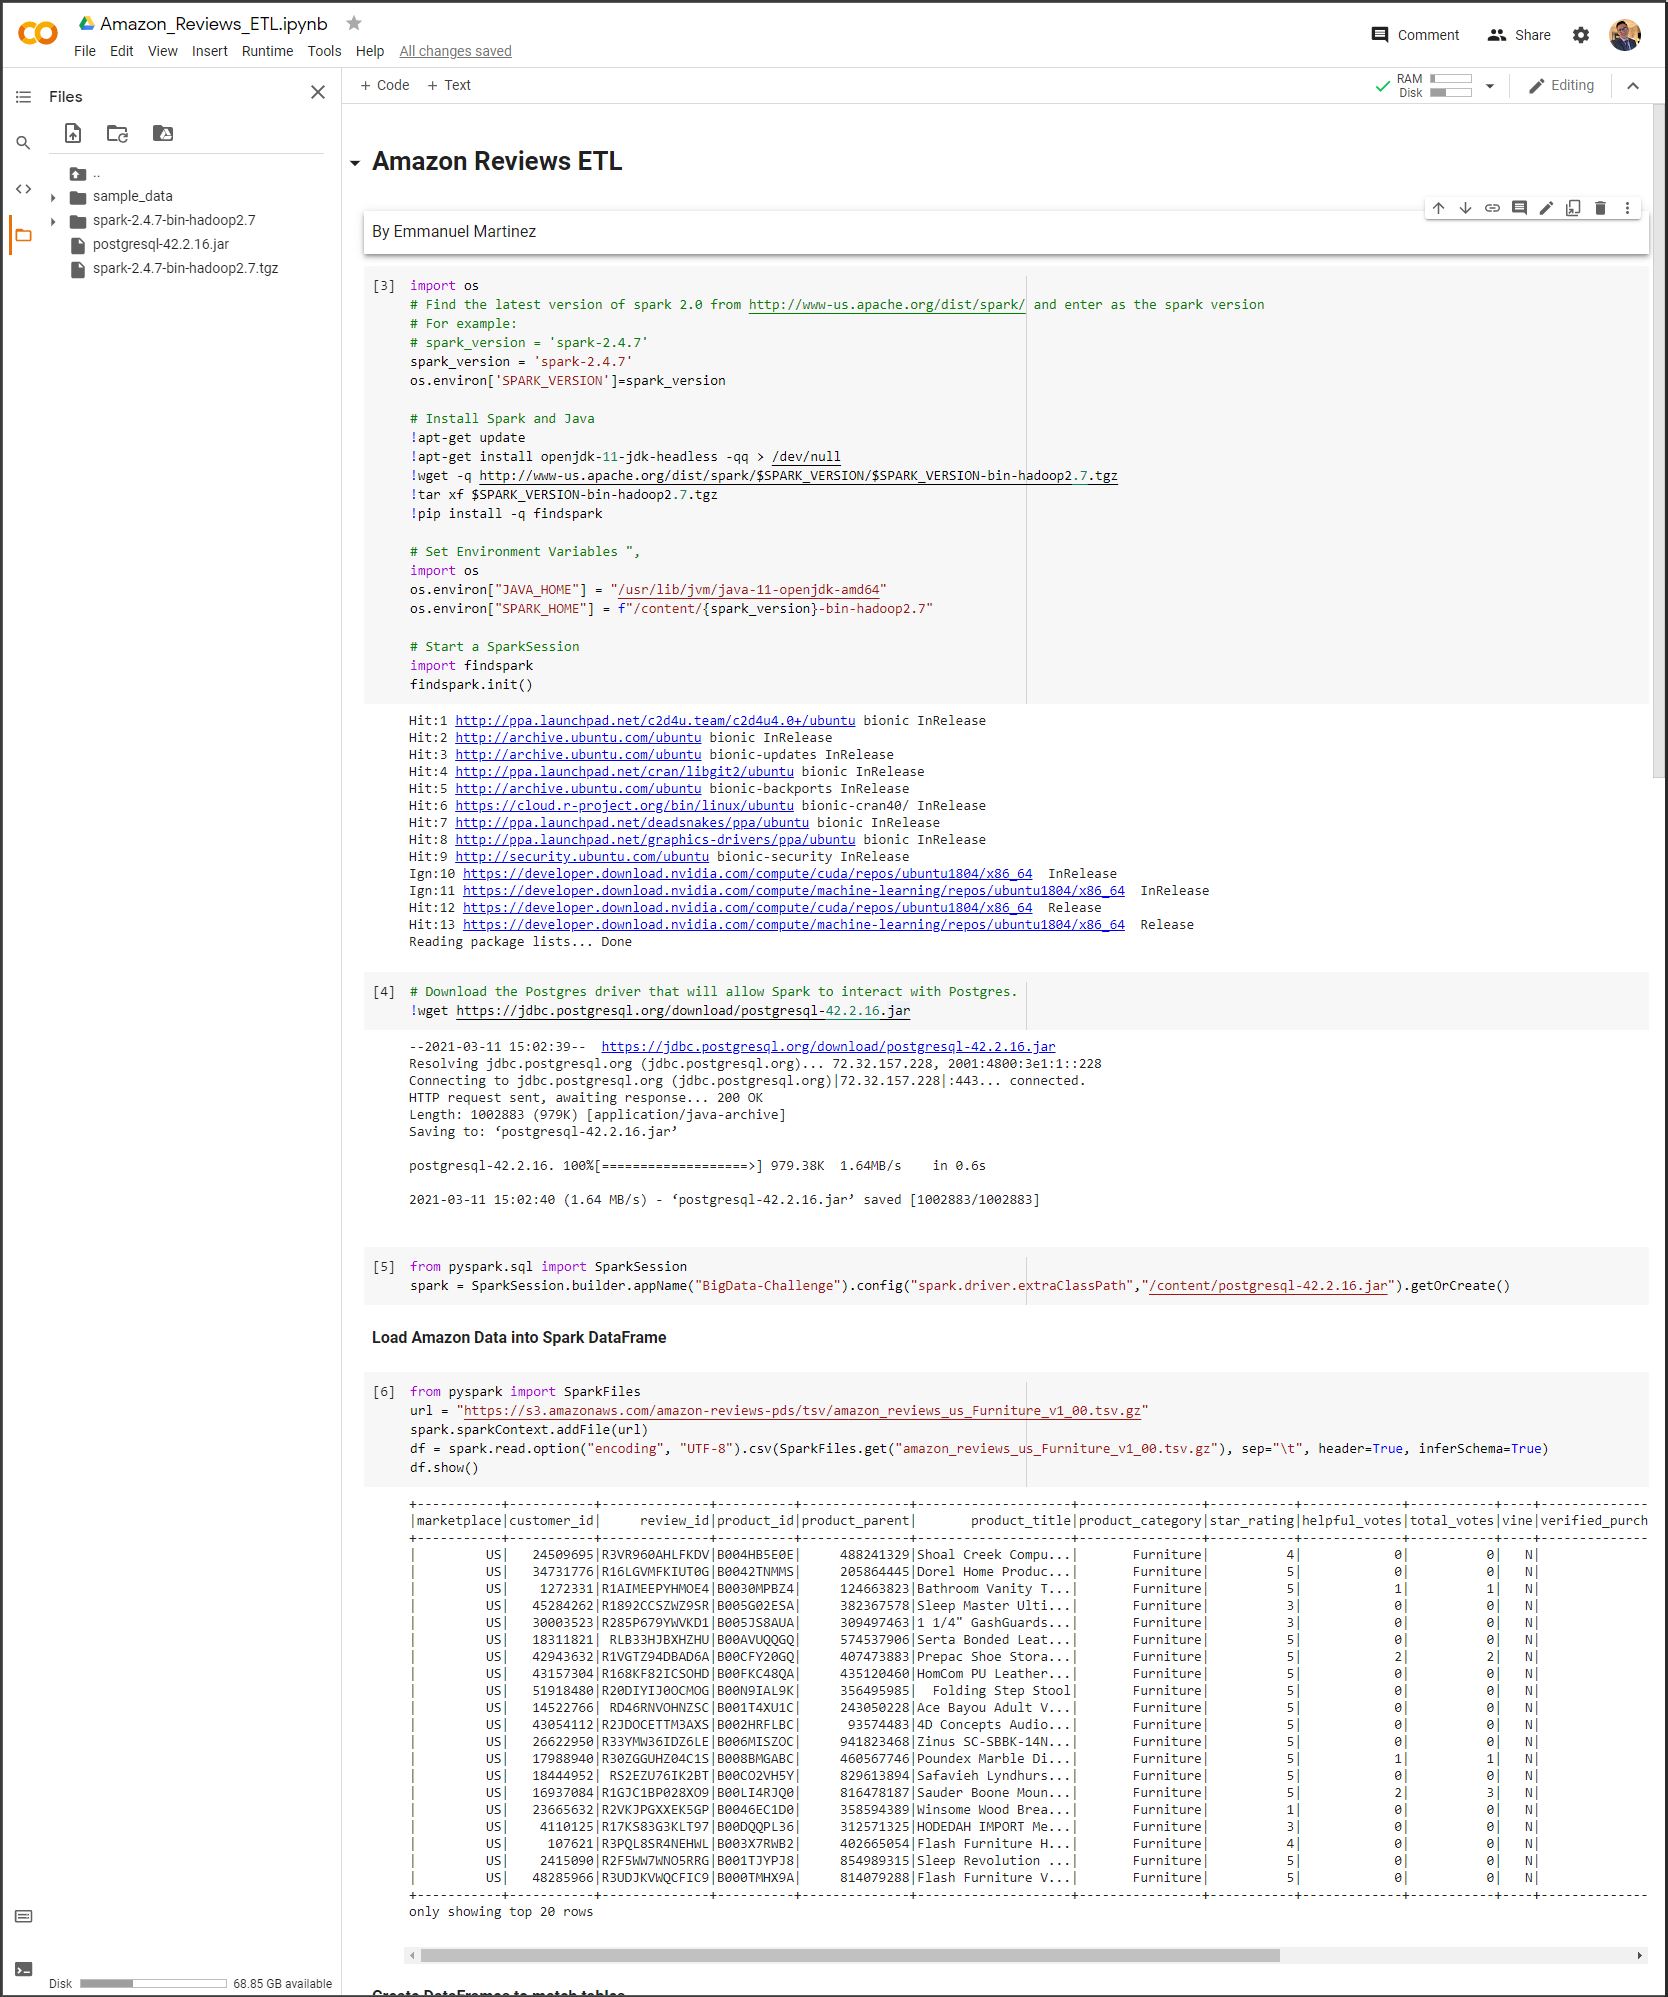 Amazon_Reviews_ETL.ipynb
File Edit View Insert Runtime Tools Help All changes saved
Comment Share
Files
+ Code + Text
RAM
Disk
Editing
..
sample_data
spark-2.4.7-bin-hadoop2.7
postgresql-42.2.16.jar
spark-2.4.7-bin-hadoop2.7.tgz
Amazon Reviews ETL
By Emmanuel Martinez
[3] import os
# Find the latest version of spark 2.0 from http://www-us.apache.org/dist/spark/ and enter as the spark version
# For example:
# spark_version = 'spark-2.4.7'
spark_version = 'spark-2.4.7'
os.environ['SPARK_VERSION']=spark_version
# Install Spark and Java
!apt-get update
!apt-get install openjdk-11-jdk-headless -qq > /dev/null
!wget -q http://www-us.apache.org/dist/spark/$SPARK_VERSION/$SPARK_VERSION-bin-hadoop2.7.tgz
!tar xf $SPARK_VERSION-bin-hadoop2.7.tgz
!pip install -q findspark
# Set Environment Variables ",
import os
os.environ["JAVA_HOME"] = "/usr/lib/jvm/java-11-openjdk-amd64"
os.environ["SPARK_HOME"] = f"/content/{spark_version}-bin-hadoop2.7"
# Start a SparkSession
import findspark
findspark.init()
Hit:1 http://ppa.launchpad.net/c2d4u.team/c2d4u4.0+/ubuntu bionic InRelease
Hit:2 http://archive.ubuntu.com/ubuntu bionic InRelease
Hit:3 http://archive.ubuntu.com/ubuntu bionic-updates InRelease
Hit:4 http://ppa.launchpad.net/cran/libgit2/ubuntu bionic InRelease
Hit:5 http://archive.ubuntu.com/ubuntu bionic-backports InRelease
Hit:6 https://cloud.r-project.org/bin/linux/ubuntu bionic-cran40/ InRelease
Hit:7 http://ppa.launchpad.net/deadsnakes/ppa/ubuntu bionic InRelease
Hit:8 http://ppa.launchpad.net/graphics-drivers/ppa/ubuntu bionic InRelease
Hit:9 http://security.ubuntu.com/ubuntu bionic-security InRelease
Ign:10 https://developer.download.nvidia.com/compute/cuda/repos/ubuntu1804/x86_64  InRelease
Ign:11 https://developer.download.nvidia.com/compute/machine-learning/repos/ubuntu1804/x86_64  InRelease
Hit:12 https://developer.download.nvidia.com/compute/cuda/repos/ubuntu1804/x86_64  Release
Hit:13 https://developer.download.nvidia.com/compute/machine-learning/repos/ubuntu1804/x86_64  Release
Reading package lists... Done
[4] # Download the Postgres driver that will allow Spark to interact with Postgres.
!wget https://jdbc.postgresql.org/download/postgresql-42.2.16.jar
--2021-03-11 15:02:39--  https://jdbc.postgresql.org/download/postgresql-42.2.16.jar
Resolving jdbc.postgresql.org (jdbc.postgresql.org)... 72.32.157.228, 2001:4800:3e1:1::228
Connecting to jdbc.postgresql.org (jdbc.postgresql.org)|72.32.157.228|:443... connected.
HTTP request sent, awaiting response... 200 OK
Length: 1002883 (979K) [application/java-archive]
Saving to: ‘postgresql-42.2.16.jar’
postgresql-42.2.16. 100%[===================>] 979.38K  1.64MB/s    in 0.6s
2021-03-11 15:02:40 (1.64 MB/s) - ‘postgresql-42.2.16.jar’ saved [1002883/1002883]
[5] from pyspark.sql import SparkSession
spark = SparkSession.builder.appName("BigData-Challenge").config("spark.driver.extraClassPath","/content/postgresql-42.2.16.jar").getOrCreate()
Load Amazon Data into Spark DataFrame
[6] from pyspark import SparkFiles
url = "https://s3.amazonaws.com/amazon-reviews-pds/tsv/amazon_reviews_us_Furniture_v1_00.tsv.gz"
spark.sparkContext.addFile(url)
df = spark.read.option("encoding", "UTF-8").csv(SparkFiles.get("amazon_reviews_us_Furniture_v1_00.tsv.gz"), sep="\t", header=True, inferSchema=True)
df.show()
+-----------+-----------+--------------+----------+--------------+--------------------+----------------+-----------+-------------+-----------+----+--------------
|marketplace|customer_id|     review_id|product_id|product_parent|       product_title|product_category|star_rating|helpful_votes|total_votes|vine|verified_purch
+-----------+-----------+--------------+----------+--------------+--------------------+----------------+-----------+-------------+-----------+----+--------------
|         US|   24509695|R3VR960AHLFKDV|B004HB5E0E|     488241329|Shoal Creek Compu...|       Furniture|          4|            0|          0|   N|
|         US|   34731776|R16LGVMFKIUT0G|B0042TNMMS|     205864445|Dorel Home Produc...|       Furniture|          5|            0|          0|   N|
|         US|    1272331|R1AIMEEPYHMOE4|B0030MPBZ4|     124663823|Bathroom Vanity T...|       Furniture|          5|            1|          1|   N|
|         US|   45284262|R1892CCSZWZ9SR|B005G02ESA|     382367578|Sleep Master Ulti...|       Furniture|          3|            0|          0|   N|
|         US|   30003523|R285P679YWVKD1|B005JS8AUA|     309497463|1 1/4" GashGuards...|       Furniture|          3|            0|          0|   N|
|         US|   18311821| RLB33HJBXHZHU|B00AVUQQGQ|     574537906|Serta Bonded Leat...|       Furniture|          5|            0|          0|   N|
|         US|   42943632|R1VGTZ94DBAD6A|B00CFY20GQ|     407473883|Prepac Shoe Stora...|       Furniture|          5|            2|          2|   N|
|         US|   43157304|R168KF82ICSOHD|B00FKC48QA|     435120460|HomCom PU Leather...|       Furniture|          5|            0|          0|   N|
|         US|   51918480|R20DIYIJ0OCMOG|B00N9IAL9K|     356495985|  Folding Step Stool|       Furniture|          5|            0|          0|   N|
|         US|   14522766| RD46RNVOHNZSC|B001T4XU1C|     243050228|Ace Bayou Adult V...|       Furniture|          5|            0|          0|   N|
|         US|   43054112|R2JDOCETTM3AXS|B002HRFLBC|      93574483|4D Concepts Audio...|       Furniture|          5|            0|          0|   N|
|         US|   26622950|R33YMW36IDZ6LE|B006MISZOC|     941823468|Zinus SC-SBBK-14N...|       Furniture|          5|            0|          0|   N|
|         US|   17988940|R30ZGGUHZ04C1S|B008BMGABC|     460567746|Poundex Marble Di...|       Furniture|          5|            1|          1|   N|
|         US|   18444952| RS2EZU76IK2BT|B00CO2VH5Y|     829613894|Safavieh Lyndhurs...|       Furniture|          5|            0|          0|   N|
|         US|   16937084|R1GJC1BP028XO9|B00LI4RJQ0|     816478187|Sauder Boone Moun...|       Furniture|          5|            2|          3|   N|
|         US|   23665632|R2VKJPGXXEK5GP|B0046EC1D0|     358594389|Winsome Wood Brea...|       Furniture|          1|            0|          0|   N|
|         US|    4110125|R17KS83G3KLT97|B00DQQPL36|     312571325|HODEDAH IMPORT Me...|       Furniture|          3|            0|          0|   N|
|         US|     107621|R3PQL8SR4NEHWL|B003X7RWB2|     402665054|Flash Furniture H...|       Furniture|          4|            0|          0|   N|
|         US|    2415090|R2F5WW7WNO5RRG|B001TJYPJ8|     854989315|Sleep Revolution ...|       Furniture|          5|            0|          0|   N|
|         US|   48285966|R3UDJKVWQCFIC9|B000TMHX9A|     814079288|Flash Furniture V...|       Furniture|          5|            0|          0|   N|
+-----------+-----------+--------------+----------+--------------+--------------------+----------------+-----------+-------------+-----------+----+--------------
only showing top 20 rows
Disk 68.85 GB available
Create DataFrames to match tables